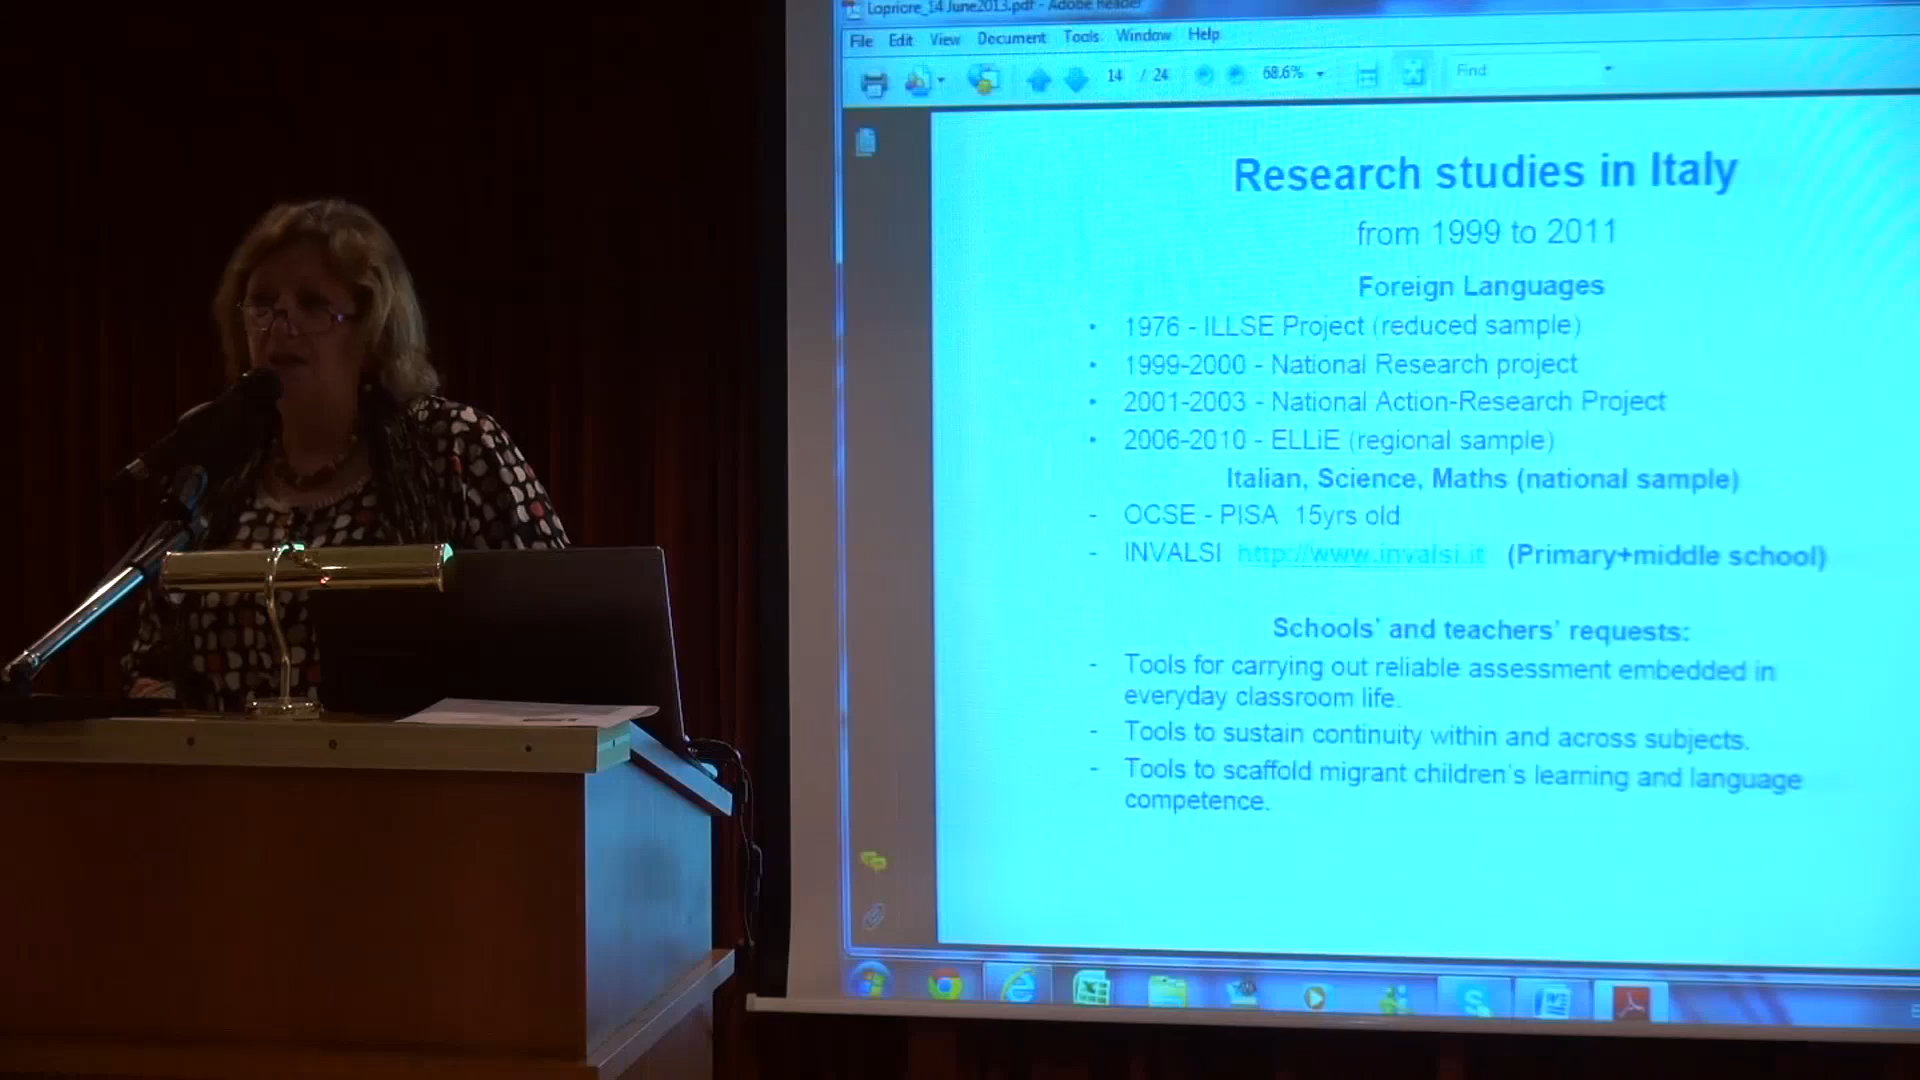 Lopriore_14 June2013.pdf - Adobe Reader
File Edit View Document Tools Window Help
14 / 24 68.6% Find
Research studies in Italy
from 1999 to 2011
Foreign Languages
• 1976 - ILLSE Project (reduced sample)
• 1999-2000 - National Research project
• 2001-2003 - National Action-Research Project
• 2006-2010 - ELLiE (regional sample)
Italian, Science, Maths (national sample)
- OCSE - PISA 15yrs old
- INVALSI http://www.invalsi.it (Primary+middle school)
Schools' and teachers' requests:
- Tools for carrying out reliable assessment embedded in
everyday classroom life.
- Tools to sustain continuity within and across subjects.
- Tools to scaffold migrant children's learning and language
competence.